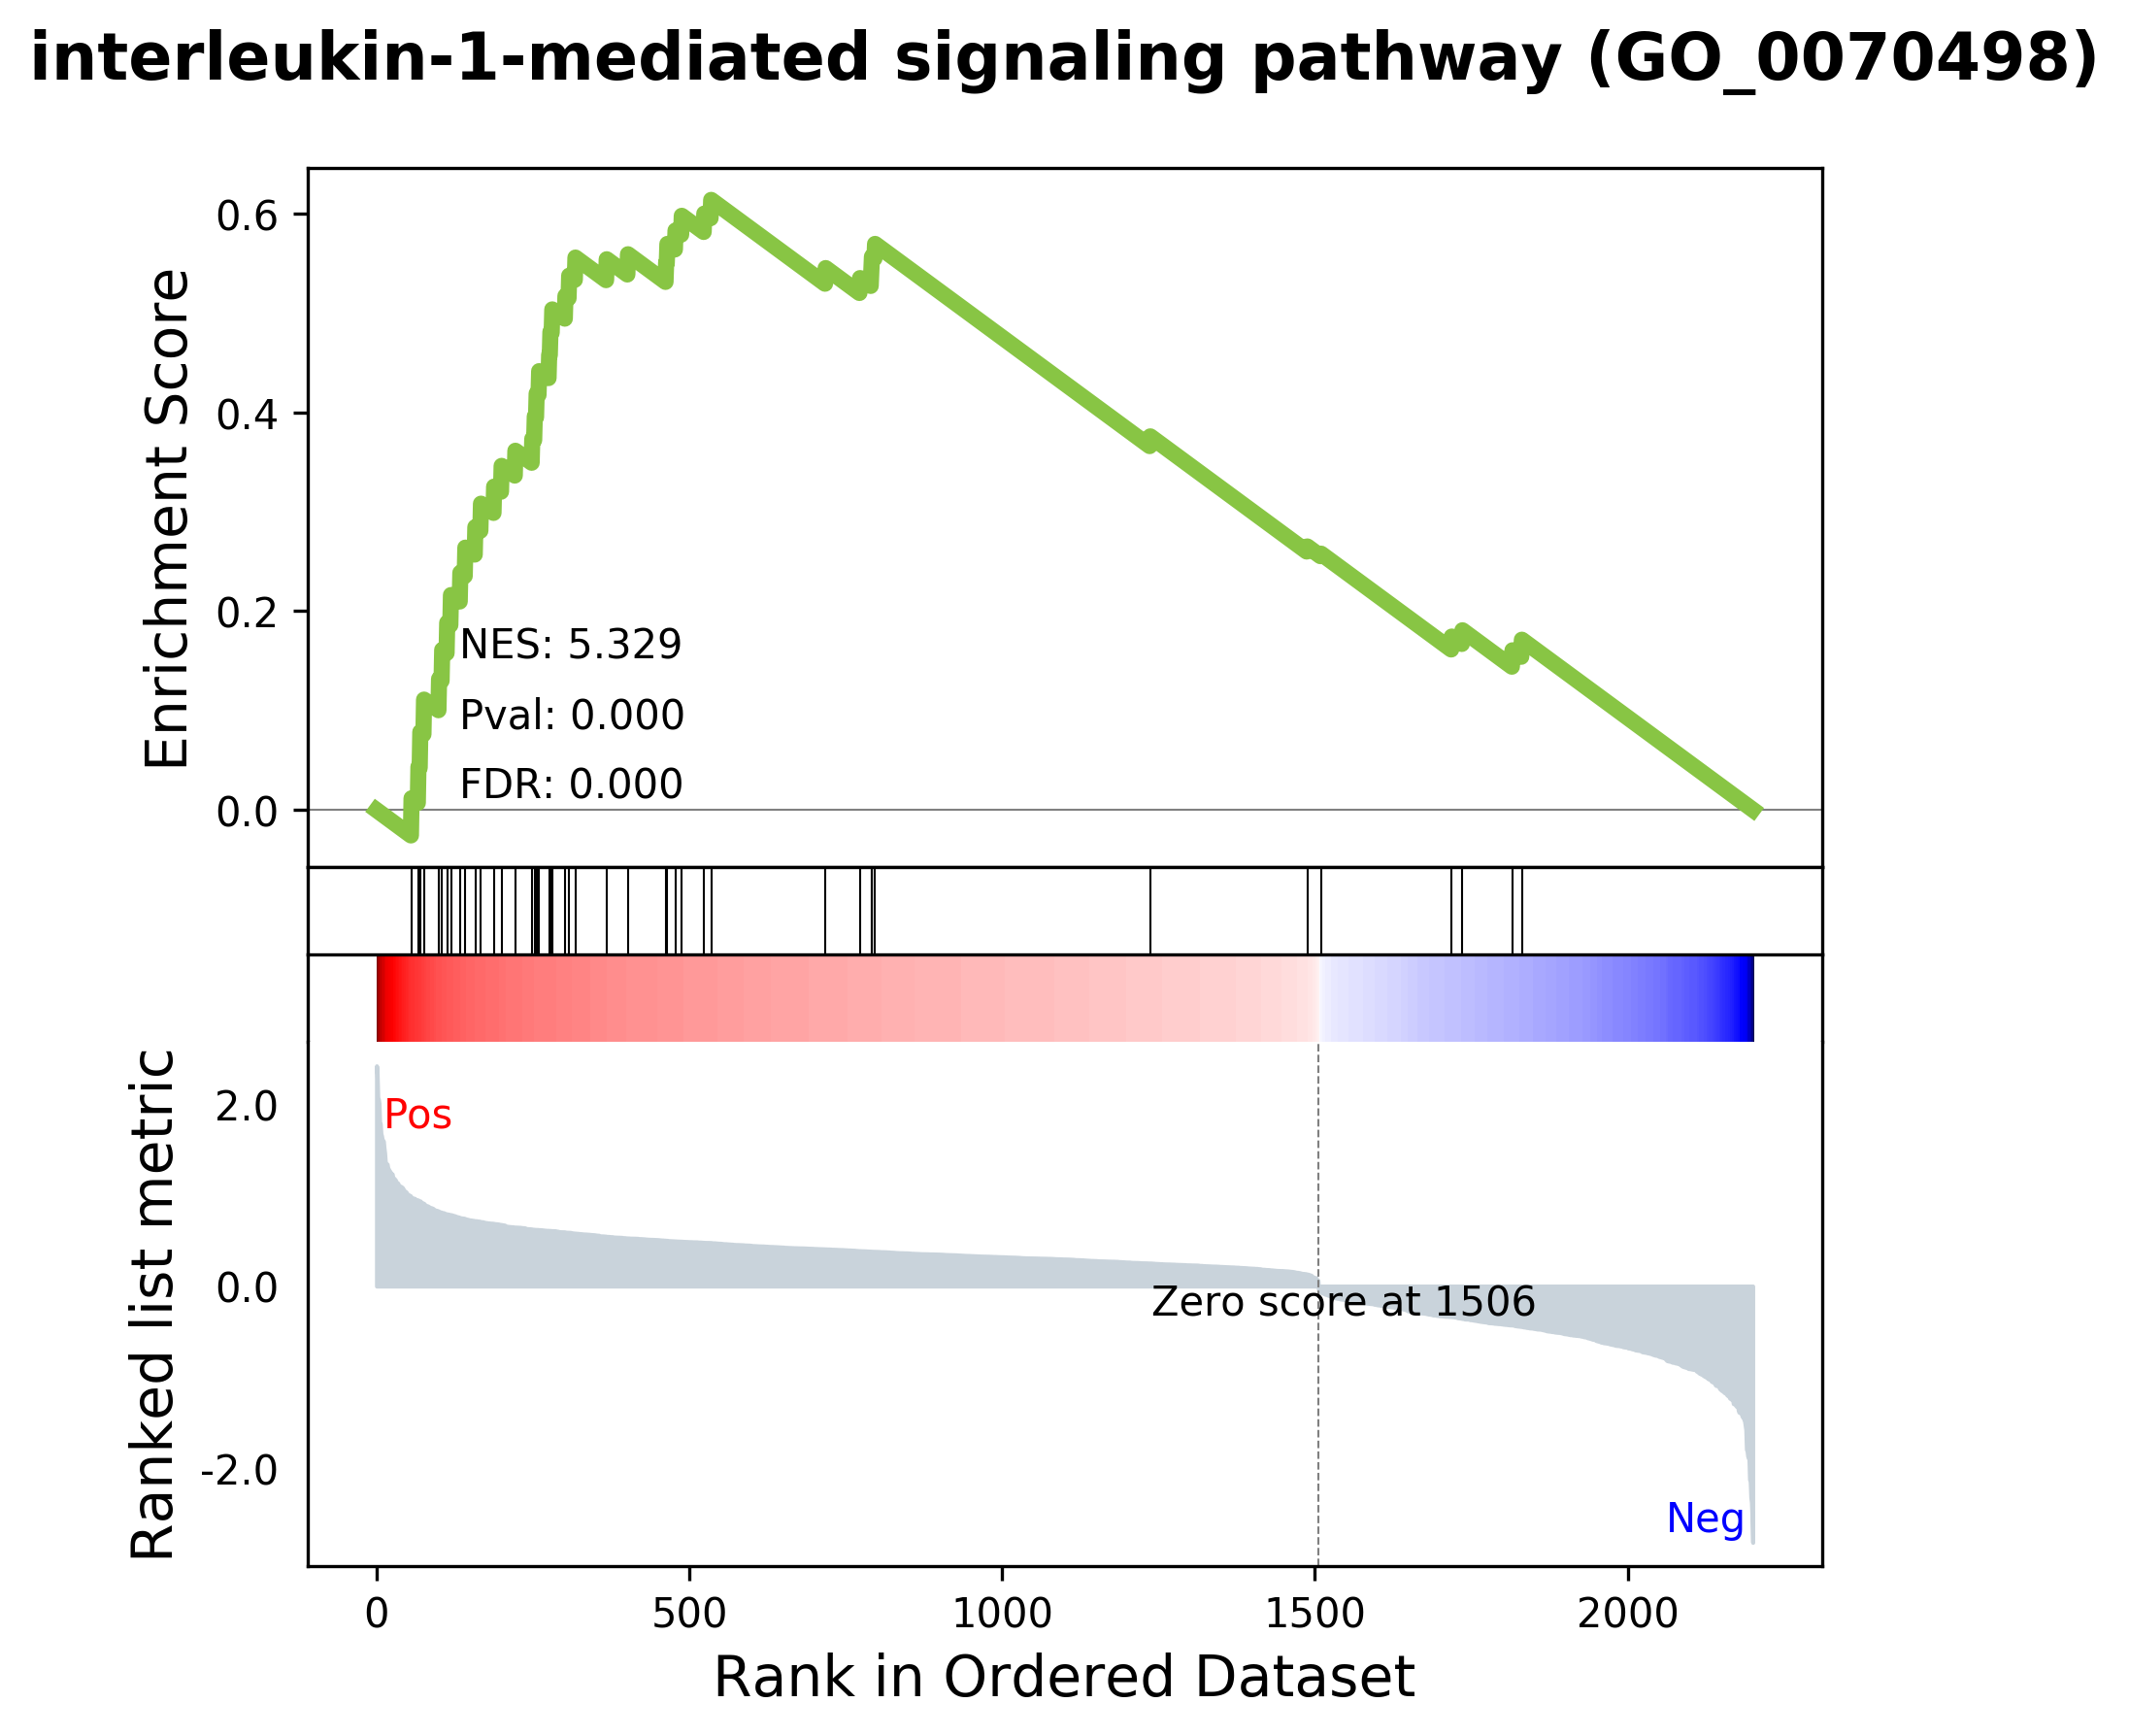 interleukin-1-mediated signaling pathway (GO_0070498)
Enrichment Score
0.6
0.4
0.2
0.0
NES: 5.329
Pval: 0.000
FDR: 0.000
Ranked list metric
2.0
0.0
-2.0
Pos
Zero score at 1506
Neg
0 500 1000 1500 2000
Rank in Ordered Dataset